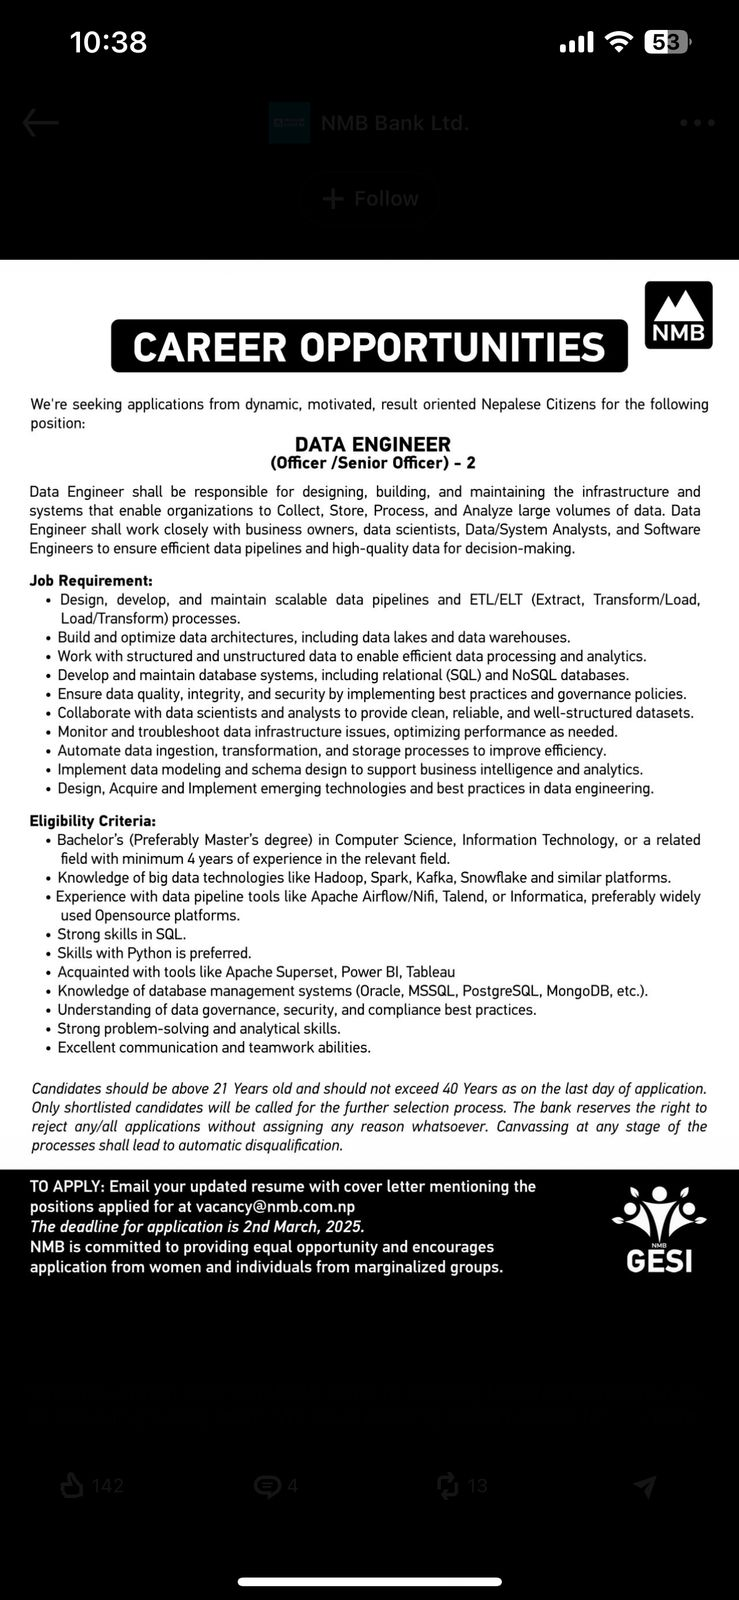 10:38
53
NMB Bank Ltd.
+ Follow
NMB
CAREER OPPORTUNITIES
We're seeking applications from dynamic, motivated, result oriented Nepalese Citizens for the following
position:
DATA ENGINEER
(Officer /Senior Officer) - 2
Data Engineer shall be responsible for designing, building, and maintaining the infrastructure and
systems that enable organizations to Collect, Store, Process, and Analyze large volumes of data. Data
Engineer shall work closely with business owners, data scientists, Data/System Analysts, and Software
Engineers to ensure efficient data pipelines and high-quality data for decision-making.
Job Requirement:
• Design, develop, and maintain scalable data pipelines and ETL/ELT (Extract, Transform/Load,
Load/Transform) processes.
• Build and optimize data architectures, including data lakes and data warehouses.
• Work with structured and unstructured data to enable efficient data processing and analytics.
• Develop and maintain database systems, including relational (SQL) and NoSQL databases.
• Ensure data quality, integrity, and security by implementing best practices and governance policies.
• Collaborate with data scientists and analysts to provide clean, reliable, and well-structured datasets.
• Monitor and troubleshoot data infrastructure issues, optimizing performance as needed.
• Automate data ingestion, transformation, and storage processes to improve efficiency.
• Implement data modeling and schema design to support business intelligence and analytics.
• Design, Acquire and Implement emerging technologies and best practices in data engineering.
Eligibility Criteria:
• Bachelor's (Preferably Master's degree) in Computer Science, Information Technology, or a related
field with minimum 4 years of experience in the relevant field.
• Knowledge of big data technologies like Hadoop, Spark, Kafka, Snowflake and similar platforms.
• Experience with data pipeline tools like Apache Airflow/Nifi, Talend, or Informatica, preferably widely
used Opensource platforms.
• Strong skills in SQL.
• Skills with Python is preferred.
• Acquainted with tools like Apache Superset, Power BI, Tableau
• Knowledge of database management systems (Oracle, MSSQL, PostgreSQL, MongoDB, etc.).
• Understanding of data governance, security, and compliance best practices.
• Strong problem-solving and analytical skills.
• Excellent communication and teamwork abilities.
Candidates should be above 21 Years old and should not exceed 40 Years as on the last day of application.
Only shortlisted candidates will be called for the further selection process. The bank reserves the right to
reject any/all applications without assigning any reason whatsoever. Canvassing at any stage of the
processes shall lead to automatic disqualification.
TO APPLY: Email your updated resume with cover letter mentioning the
positions applied for at vacancy@nmb.com.np
The deadline for application is 2nd March, 2025.
NMB is committed to providing equal opportunity and encourages
application from women and individuals from marginalized groups.
NMB
GESI
142
4
13